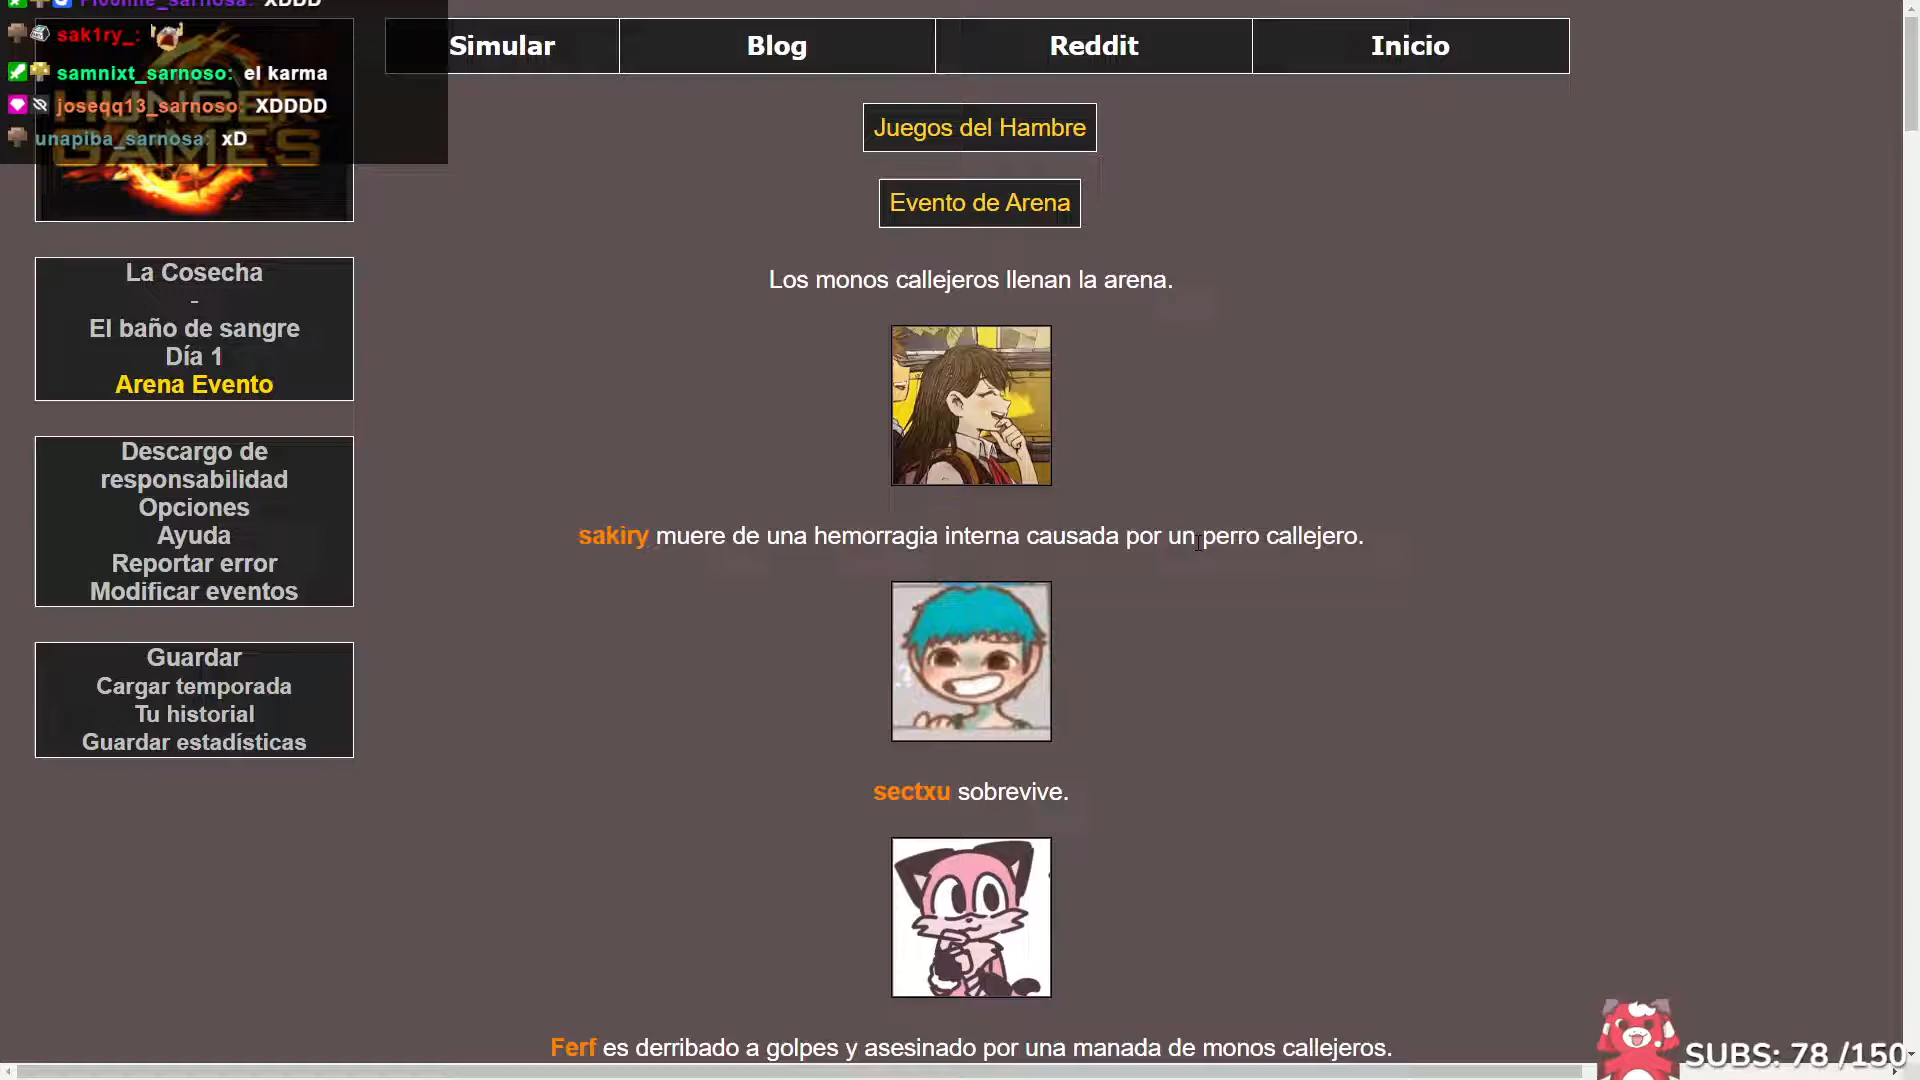 Pivonne_sarnosa: XDDD
sak1ry_:
samnixt_sarnoso: el karma
joseqq13_sarnoso: XDDDD
unapiba_sarnosa: xD
HUNGER
GAMES
Simular
Blog
Reddit
Inicio
Juegos del Hambre
Evento de Arena
Los monos callejeros llenan la arena.
La Cosecha
-
El baño de sangre
Día 1
Arena Evento
Descargo de
responsabilidad
Opciones
Ayuda
Reportar error
Modificar eventos
Guardar
Cargar temporada
Tu historial
Guardar estadísticas
sakiry muere de una hemorragia interna causada por un perro callejero.
sectxu sobrevive.
Ferf es derribado a golpes y asesinado por una manada de monos callejeros.
SUBS: 78 /150